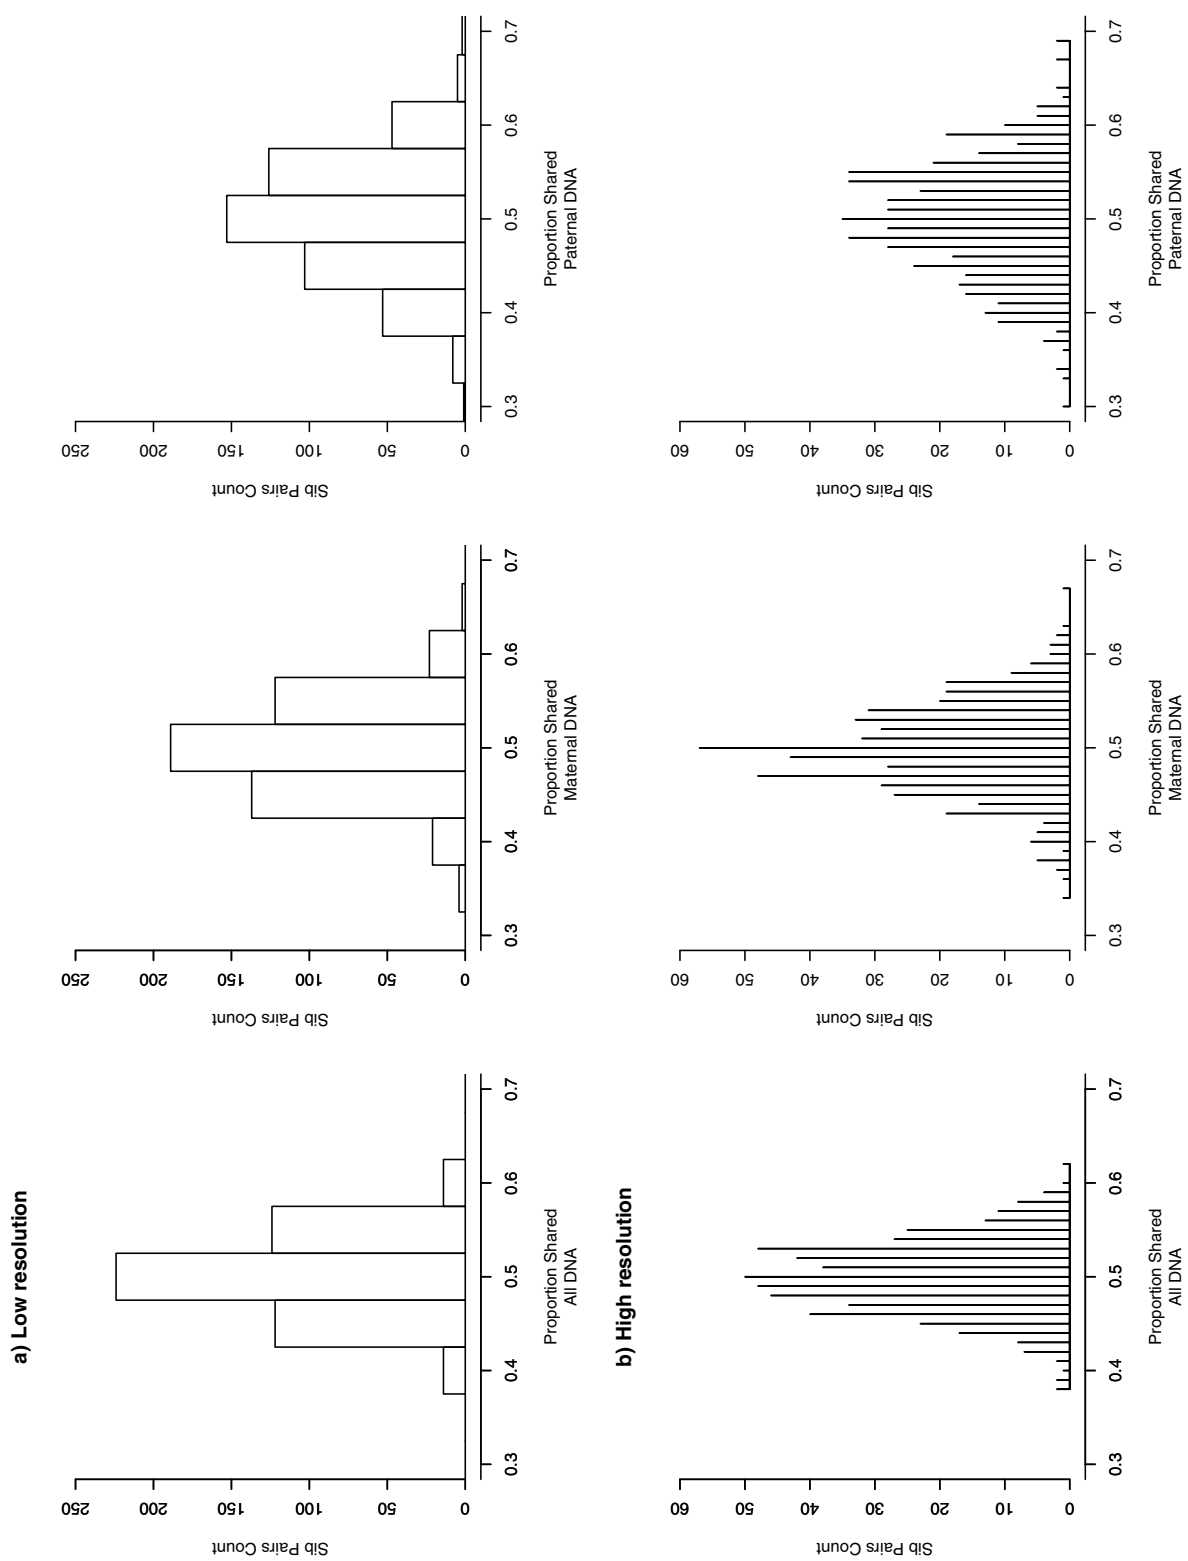 a) Low resolution
Sib Pairs Count
0 50 100 150 200 250
0.3 0.4 0.5 0.6 0.7
Proportion Shared
All DNA
Sib Pairs Count
0 50 100 150 200 250
0.3 0.4 0.5 0.6 0.7
Proportion Shared
Maternal DNA
Sib Pairs Count
0 50 100 150 200 250
0.3 0.4 0.5 0.6 0.7
Proportion Shared
Paternal DNA
b) High resolution
Sib Pairs Count
0 10 20 30 40 50 60
0.3 0.4 0.5 0.6 0.7
Proportion Shared
All DNA
Sib Pairs Count
0 10 20 30 40 50 60
0.3 0.4 0.5 0.6 0.7
Proportion Shared
Maternal DNA
Sib Pairs Count
0 10 20 30 40 50 60
0.3 0.4 0.5 0.6 0.7
Proportion Shared
Paternal DNA